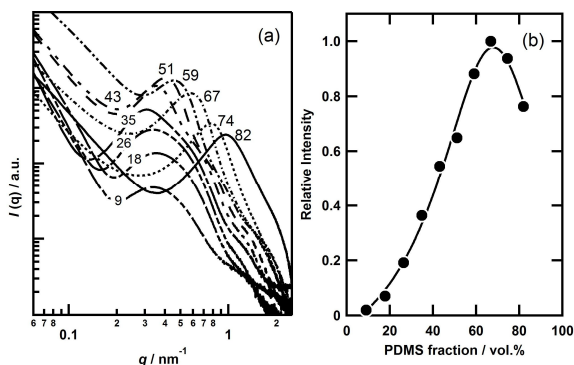 (a)
51
59
43
67
35
74
26
82
18
9
I (q) / a.u.
6 7 8 2 3 4 5 6 7 8 2
0.1 1
q / nm⁻¹
(b)
1.0
0.8
0.6
0.4
0.2
0
0 20 40 60 80 100
Relative Intensity
PDMS fraction / vol.%